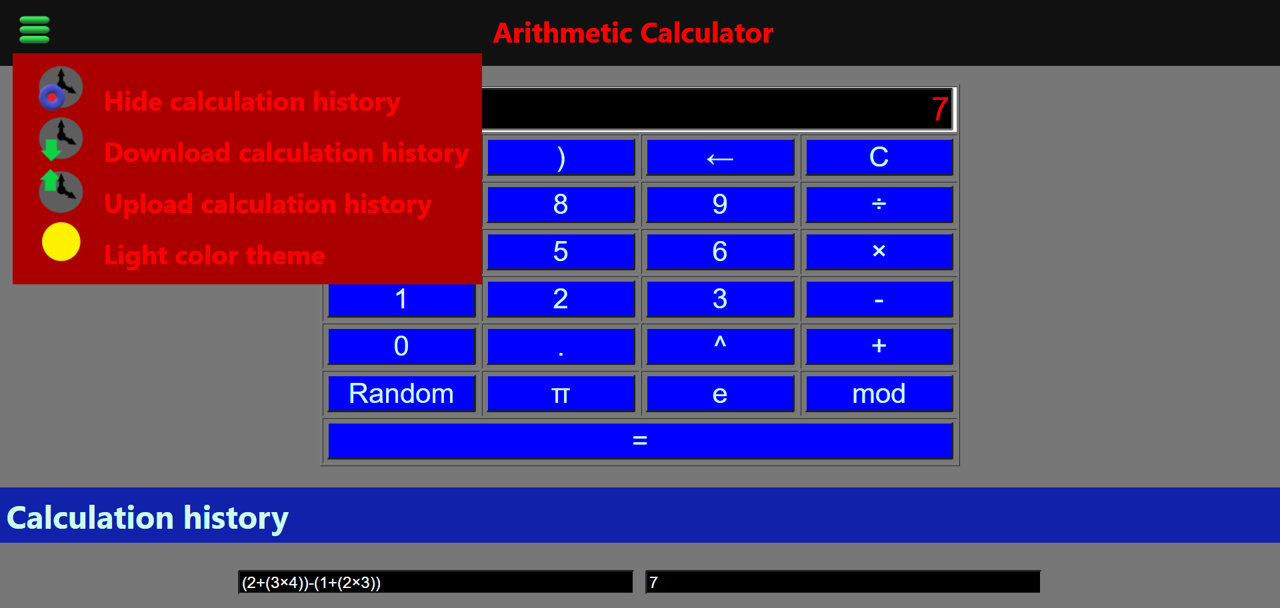 Arithmetic Calculator
Hide calculation history
Download calculation history
Upload calculation history
Light color theme
7
) ← C
8 9 ÷
5 6 ×
1 2 3 -
0 . ^ +
Random π e mod
=
Calculation history
(2+(3×4))-(1+(2×3)) 7